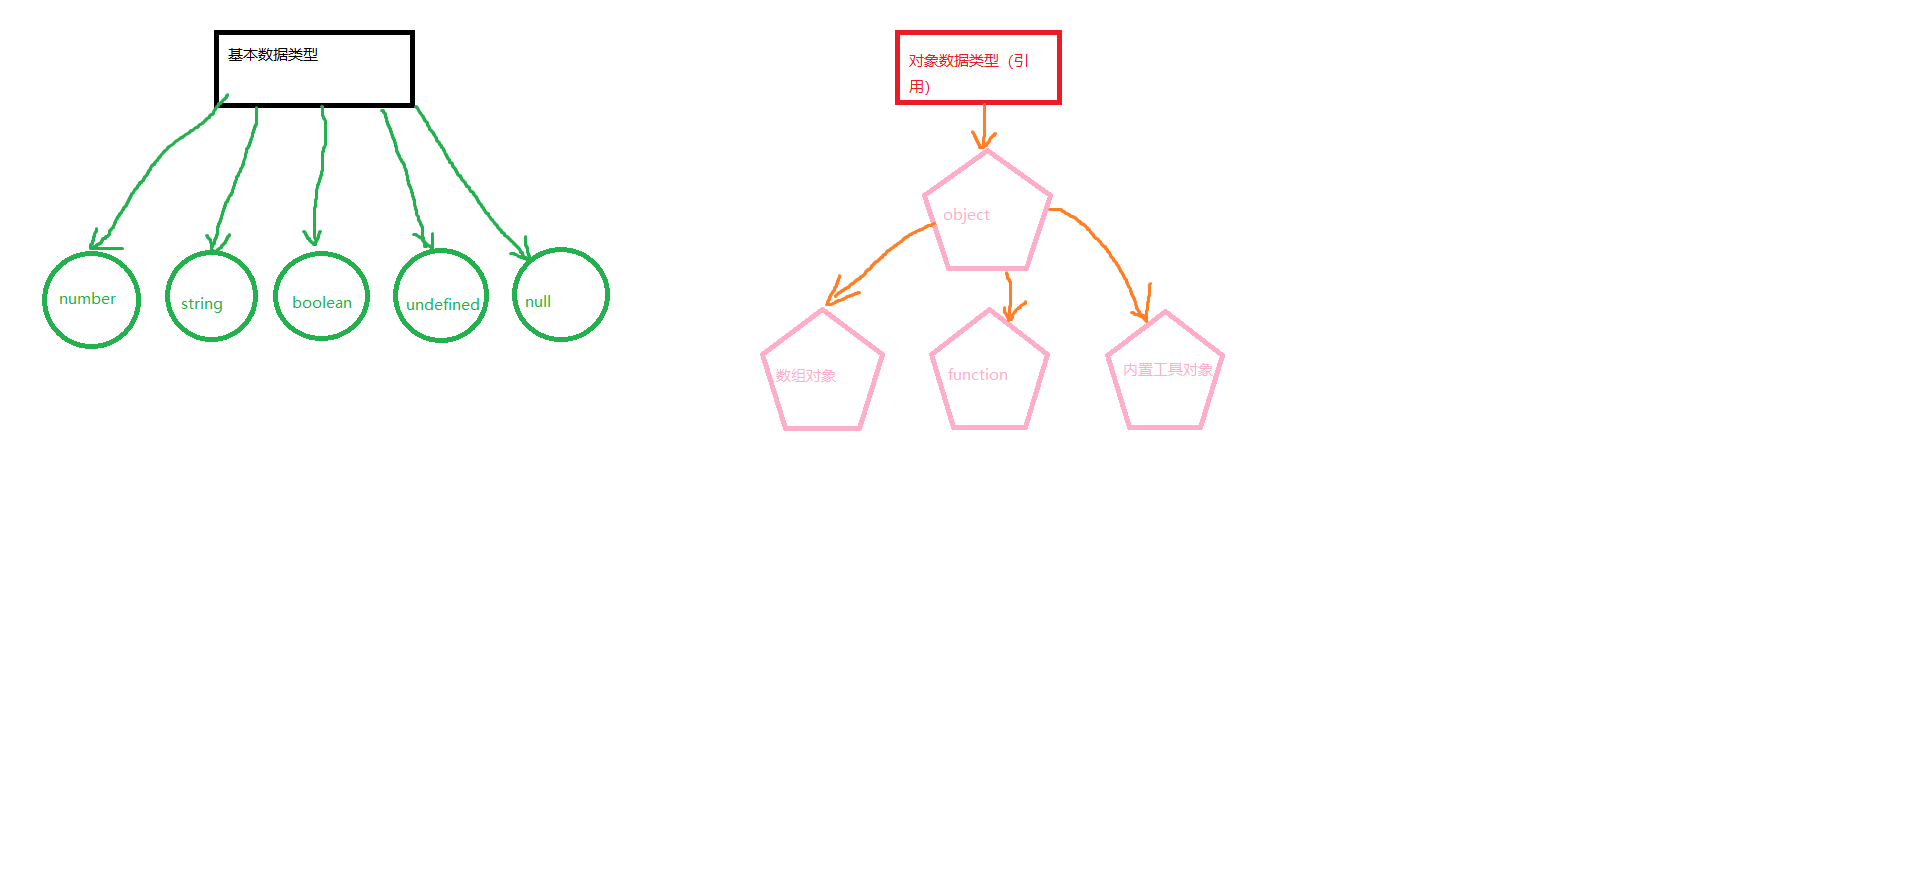 基本数据类型
number
string
boolean
undefined
null
对象数据类型（引
用）
object
数组对象
function
内置工具对象